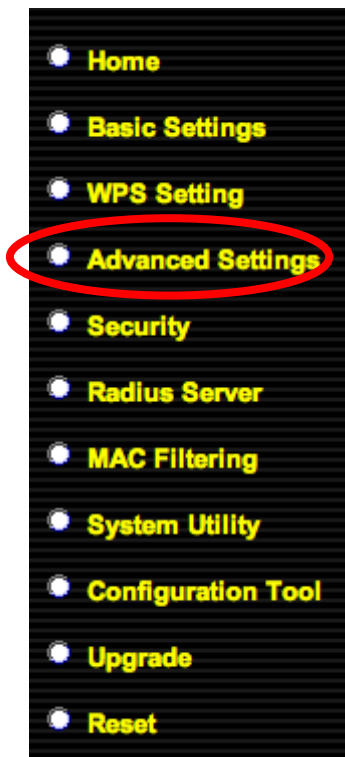 Home
Basic Settings
WPS Setting
Advanced Settings
Security
Radius Server
MAC Filtering
System Utility
Configuration Tool
Upgrade
Reset